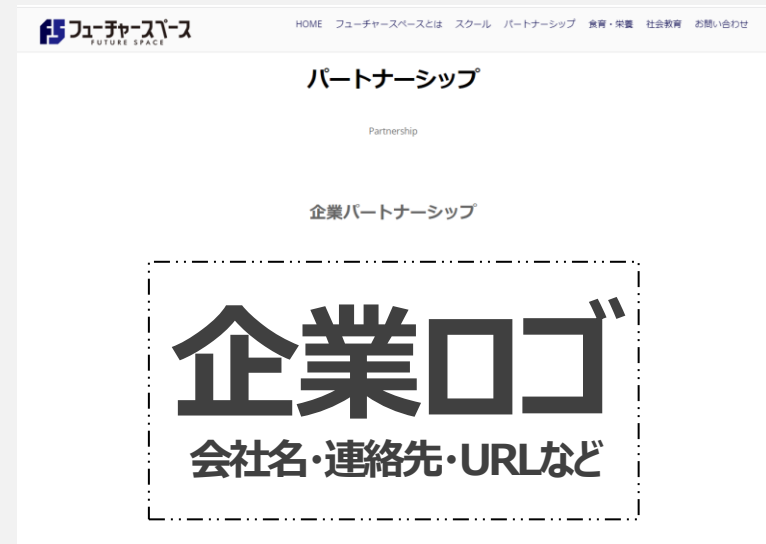 フューチャースペース
FUTURE SPACE
HOME フューチャースペースとは スクール パートナーシップ 食育・栄養 社会教育 お問い合わせ
パートナーシップ
Partnership
企業パートナーシップ
企業ロゴ
会社名・連絡先・URLなど